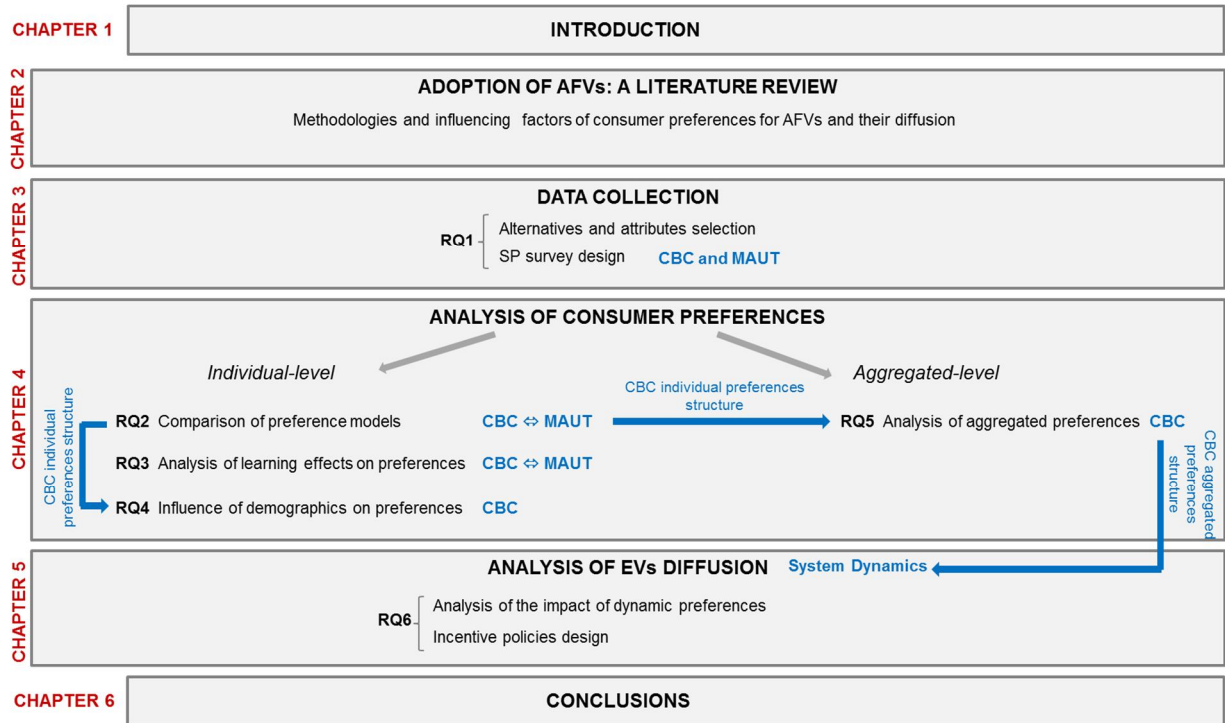 CHAPTER 1
INTRODUCTION
CHAPTER 2
ADOPTION OF AFVs: A LITERATURE REVIEW
Methodologies and influencing factors of consumer preferences for AFVs and their diffusion
CHAPTER 3
DATA COLLECTION
RQ1
Alternatives and attributes selection
SP survey design CBC and MAUT
CHAPTER 4
ANALYSIS OF CONSUMER PREFERENCES
Individual-level
Aggregated-level
CBC individual
preferences structure
RQ2 Comparison of preference models CBC ⇔ MAUT
CBC individual preferences
structure
RQ5 Analysis of aggregated preferences CBC
RQ3 Analysis of learning effects on preferences CBC ⇔ MAUT
RQ4 Influence of demographics on preferences CBC
CBC aggregated
preferences
structure
CHAPTER 5
ANALYSIS OF EVs DIFFUSION System Dynamics
RQ6
Analysis of the impact of dynamic preferences
Incentive policies design
CHAPTER 6
CONCLUSIONS